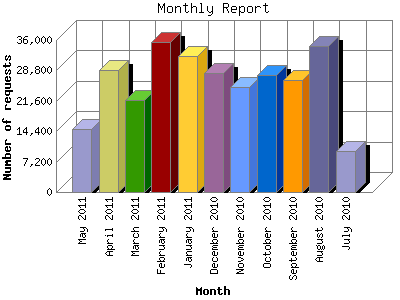 Monthly Report
36,000
28,800
21,600
14,400
7,200
0
Number of requests
May 2011
April 2011
March 2011
February 2011
January 2011
December 2010
November 2010
October 2010
September 2010
August 2010
July 2010
Month